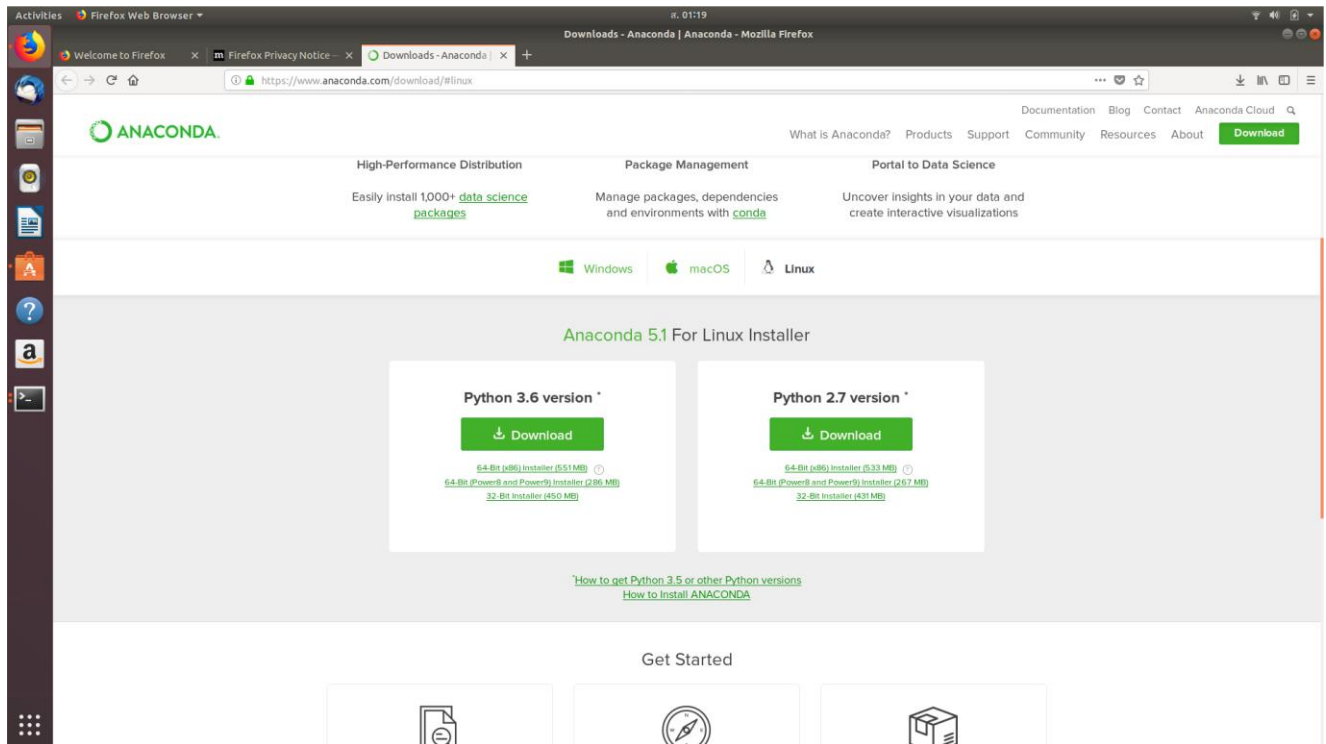 Activities Firefox Web Browser ส. 01:19
Downloads - Anaconda | Anaconda - Mozilla Firefox
Welcome to Firefox Firefox Privacy Notice — Downloads - Anaconda |
https://www.anaconda.com/download/#linux
Documentation Blog Contact Anaconda Cloud
ANACONDA.
What is Anaconda? Products Support Community Resources About Download
High-Performance Distribution Package Management Portal to Data Science
Easily install 1,000+ data science Manage packages, dependencies Uncover insights in your data and
packages and environments with conda create interactive visualizations
Windows macOS Linux
Anaconda 5.1 For Linux Installer
Python 3.6 version * Python 2.7 version *
Download Download
64-Bit (x86) Installer (551 MB) ? 64-Bit (x86) Installer (533 MB) ?
64-Bit (Power8 and Power9) Installer (286 MB) 64-Bit (Power8 and Power9) Installer (267 MB)
32-Bit Installer (450 MB) 32-Bit Installer (431 MB)
*How to get Python 3.5 or other Python versions
How to Install ANACONDA
Get Started